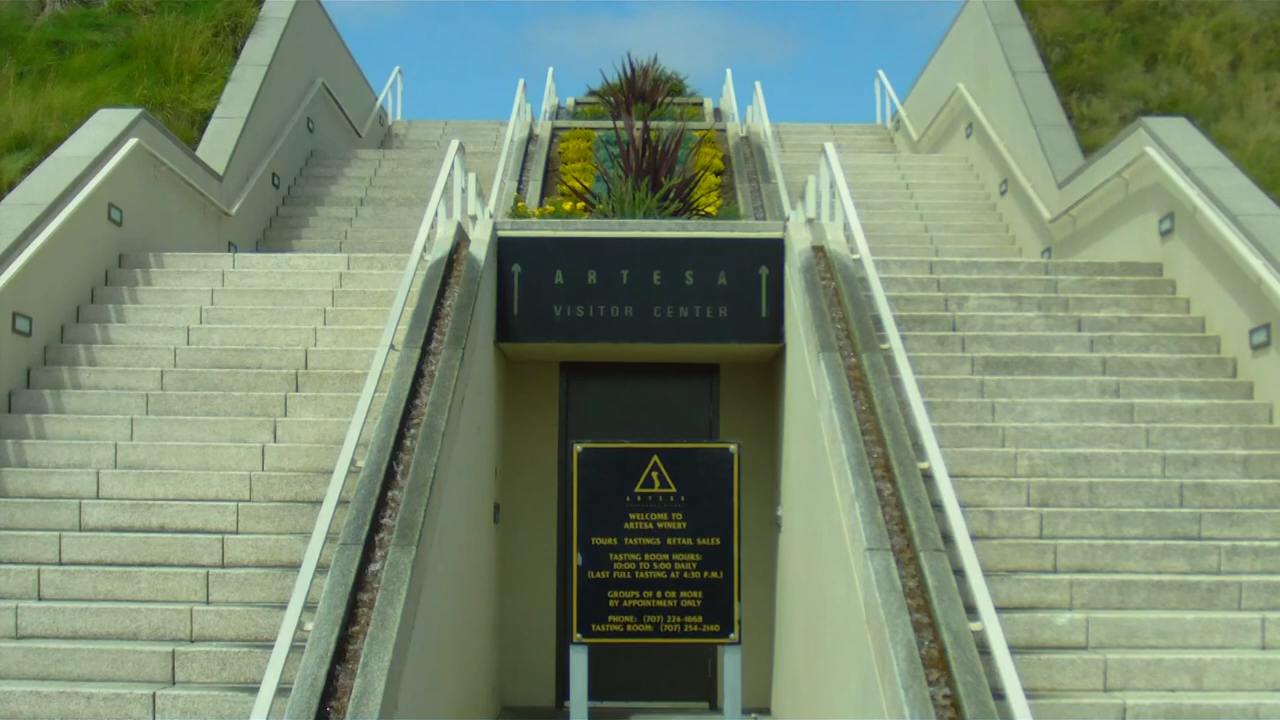 ARTESA
VISITOR CENTER
ARTESA
WELCOME TO
ARTESA WINERY
TOURS TASTINGS RETAIL SALES
TASTING ROOM HOURS:
10:00 TO 5:00 DAILY
(LAST FULL TASTING AT 4:30 P.M.)
GROUPS OF 8 OR MORE
BY APPOINTMENT ONLY
PHONE: (707) 224-1668
TASTING ROOM: (707) 254-2140